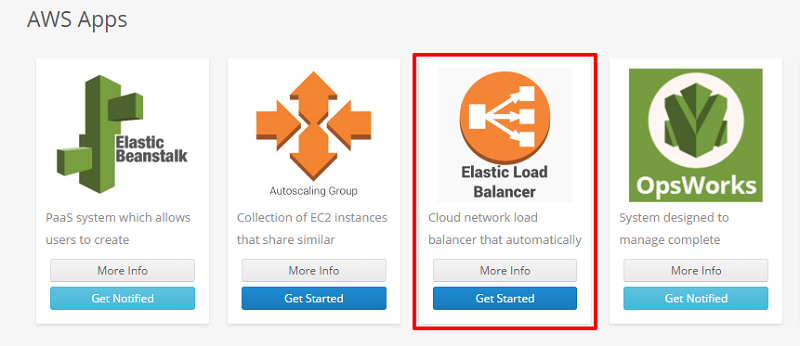 AWS Apps
Elastic
Beanstalk
PaaS system which allows
users to create
More Info
Get Notified
Autoscaling Group
Collection of EC2 instances
that share similar
More Info
Get Started
Elastic Load
Balancer
Cloud network load
balancer that automatically
More Info
Get Started
OpsWorks
System designed to
manage complete
More Info
Get Notified